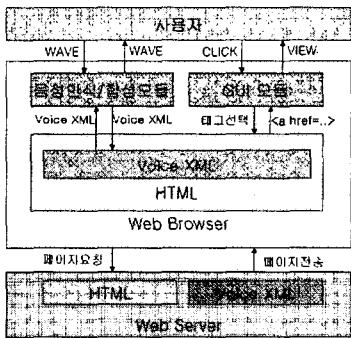 사용자
WAVE WAVE CLICK VIEW
음성인식/합성모듈 GUI 모듈
Voice XML Voice XML 태그선택 <a href=...>
Voice XML
HTML
Web Browser
페이지요청 페이지전송
HTML Voice XML
Web Server